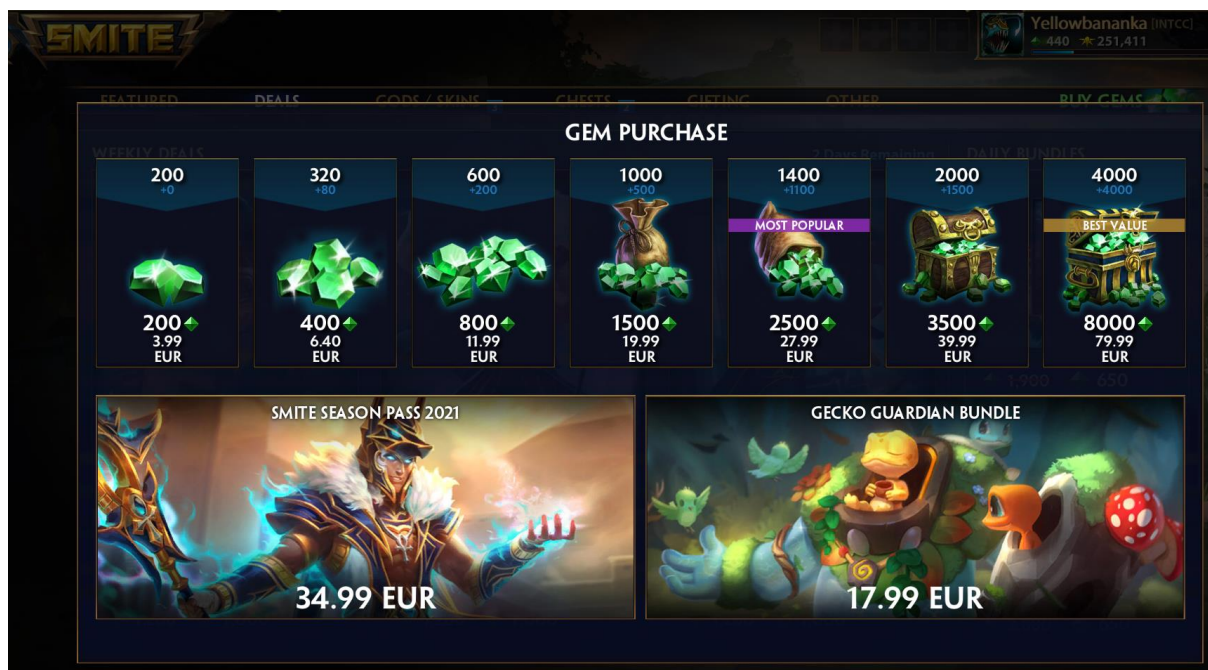 SMITE
Yellowbananka [INTCC]
440 251,411
FEATURED DEALS GODS / SKINS CHESTS GIFTING OTHER BUY GEMS
GEM PURCHASE
WEEKLY DEALS 2 Days Remaining DAILY BUNDLES
200 320 600 1000 1400 2000 4000
+0 +80 +200 +500 +1100 +1500 +4000
MOST POPULAR BEST VALUE
200 400 800 1500 2500 3500 8000
3.99 6.40 11.99 19.99 27.99 39.99 79.99
EUR EUR EUR EUR EUR EUR EUR
1,900 650
SMITE SEASON PASS 2021 GECKO GUARDIAN BUNDLE
34.99 EUR 17.99 EUR